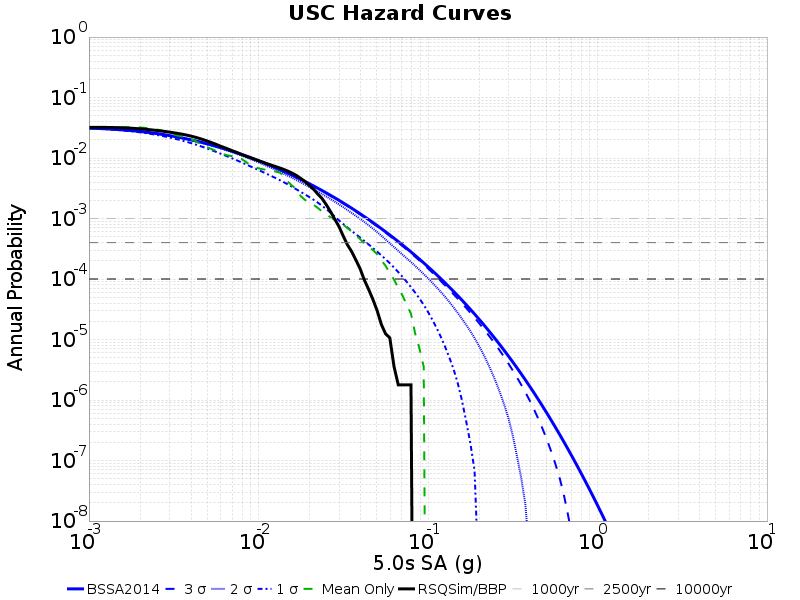 USC Hazard Curves
Annual Probability
10^0
10^-1
10^-2
10^-3
10^-4
10^-5
10^-6
10^-7
10^-8
10^-3 10^-2 10^-1 10^0 10^1
5.0s SA (g)
BSSA2014 3 σ 2 σ 1 σ Mean Only RSQSim/BBP 1000yr 2500yr 10000yr